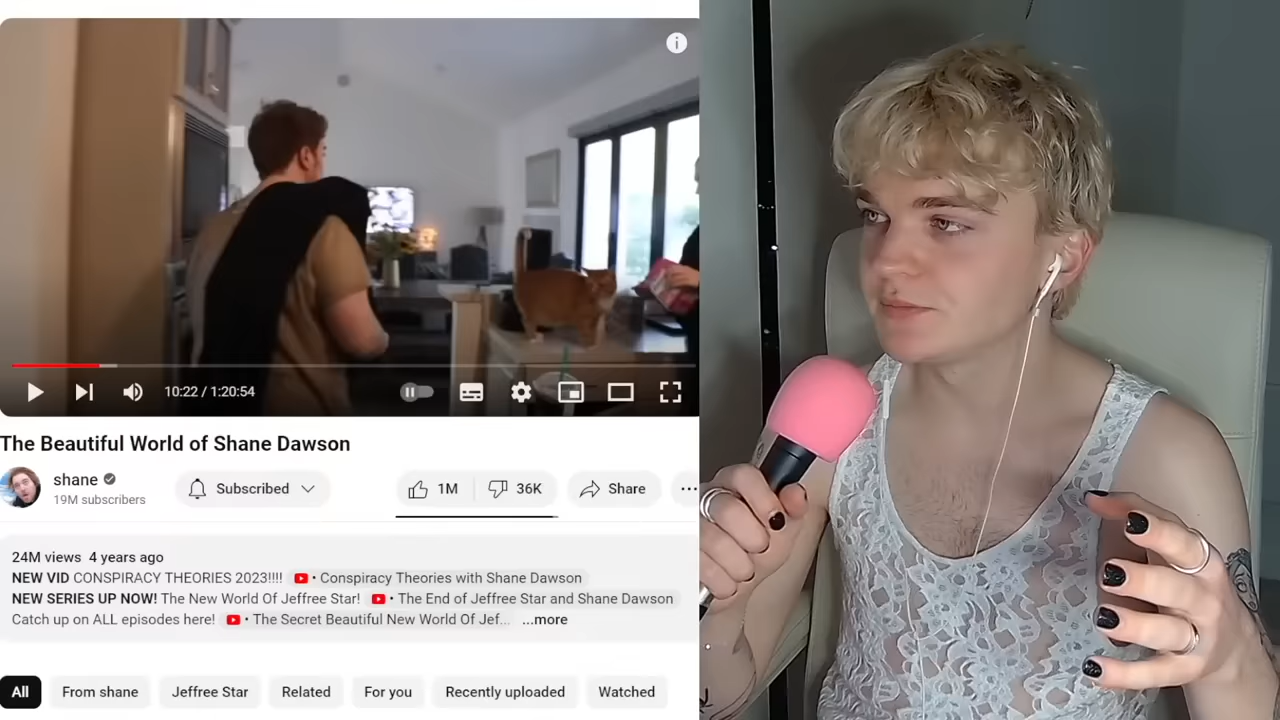 10:22 / 1:20:54
The Beautiful World of Shane Dawson
shane
19M subscribers
Subscribed
1M
36K
Share
24M views 4 years ago
NEW VID CONSPIRACY THEORIES 2023!!!! • Conspiracy Theories with Shane Dawson
NEW SERIES UP NOW! The New World Of Jeffree Star! • The End of Jeffree Star and Shane Dawson
Catch up on ALL episodes here! • The Secret Beautiful New World Of Jef... ...more
All From shane Jeffree Star Related For you Recently uploaded Watched